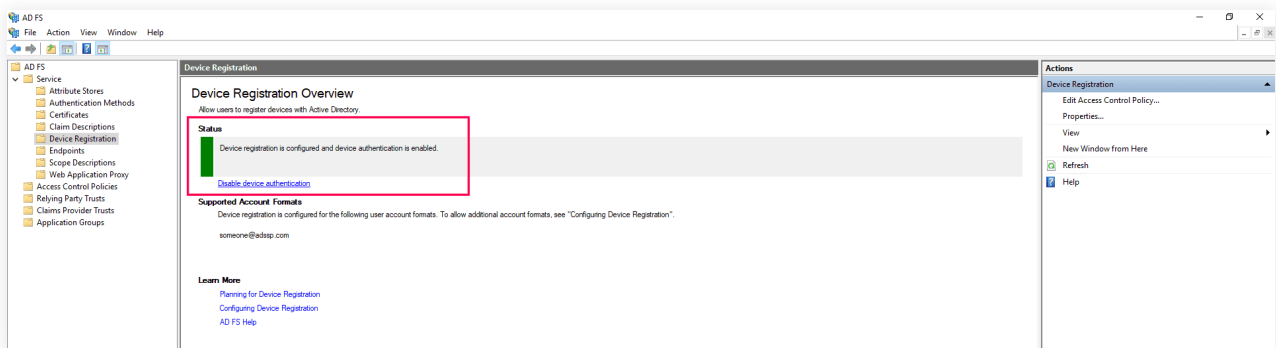 AD FS
File Action View Window Help
AD FS
Service
Attribute Stores
Authentication Methods
Certificates
Claim Descriptions
Device Registration
Endpoints
Scope Descriptions
Web Application Proxy
Access Control Policies
Relying Party Trusts
Claims Provider Trusts
Application Groups
Device Registration
Device Registration Overview
Allow users to register devices with Active Directory.
Status
Device registration is configured and device authentication is enabled.
Disable device authentication
Supported Account Formats
Device registration is configured for the following user account formats. To allow additional account formats, see "Configuring Device Registration".
someone@adssp.com
Learn More
Planning for Device Registration
Configuring Device Registration
AD FS Help
Actions
Device Registration
Edit Access Control Policy...
Properties...
View
New Window from Here
Refresh
Help